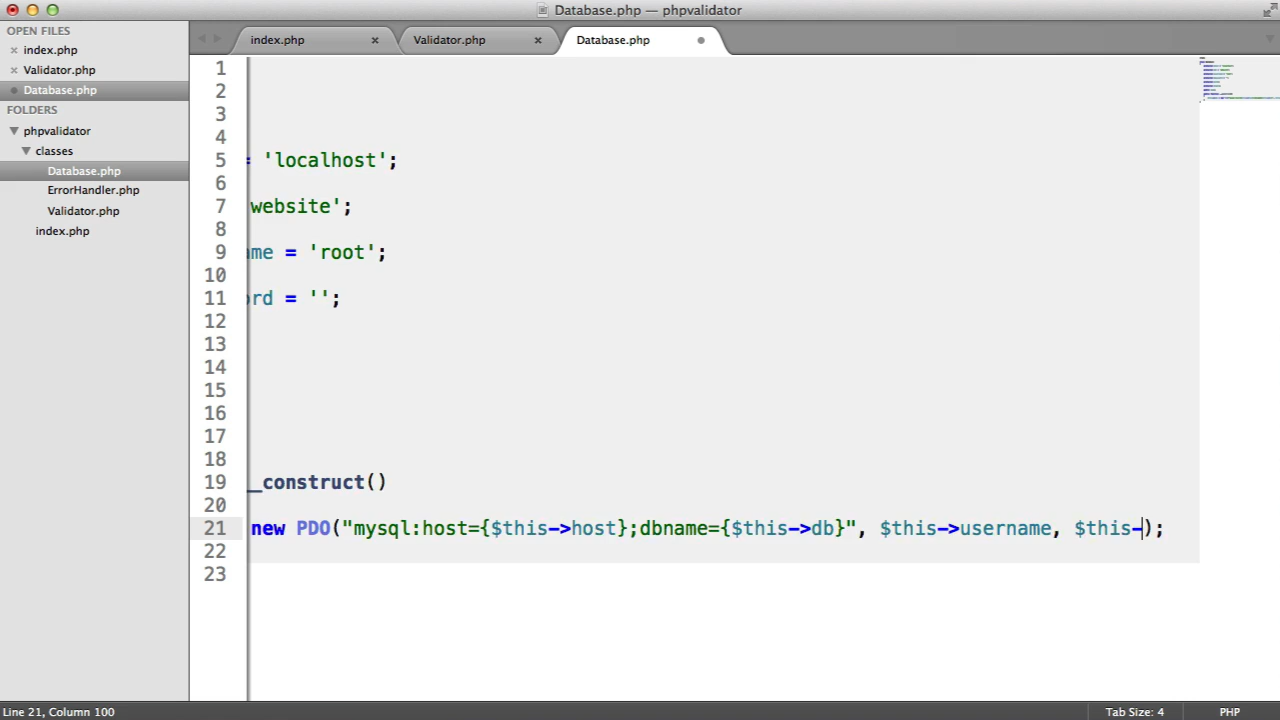 Database.php — phpvalidator
OPEN FILES
index.php
Validator.php
Database.php
FOLDERS
phpvalidator
classes
Database.php
ErrorHandler.php
Validator.php
index.php
index.php
Validator.php
Database.php
1
2
3
4
5 = 'localhost';
6
7 website';
8
9 me = 'root';
10
11 ord = '';
12
13
14
15
16
17
18
19 __construct()
20
21 new PDO("mysql:host={$this->host};dbname={$this->db}", $this->username, $this-);
22
23
Line 21, Column 100
Tab Size: 4
PHP